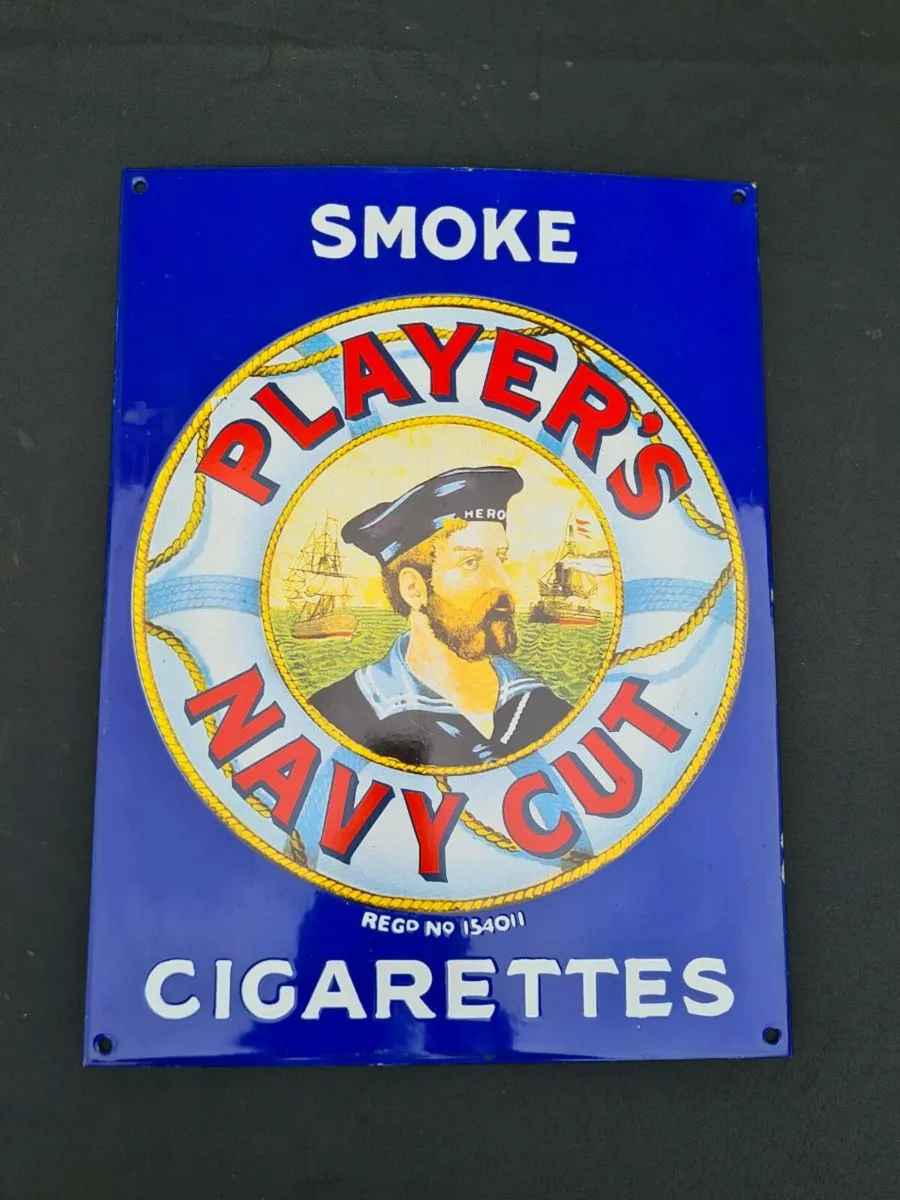 SMOKE
PLAYER'S
HERO
NAVY CUT
REGD NO 154011
CIGARETTES